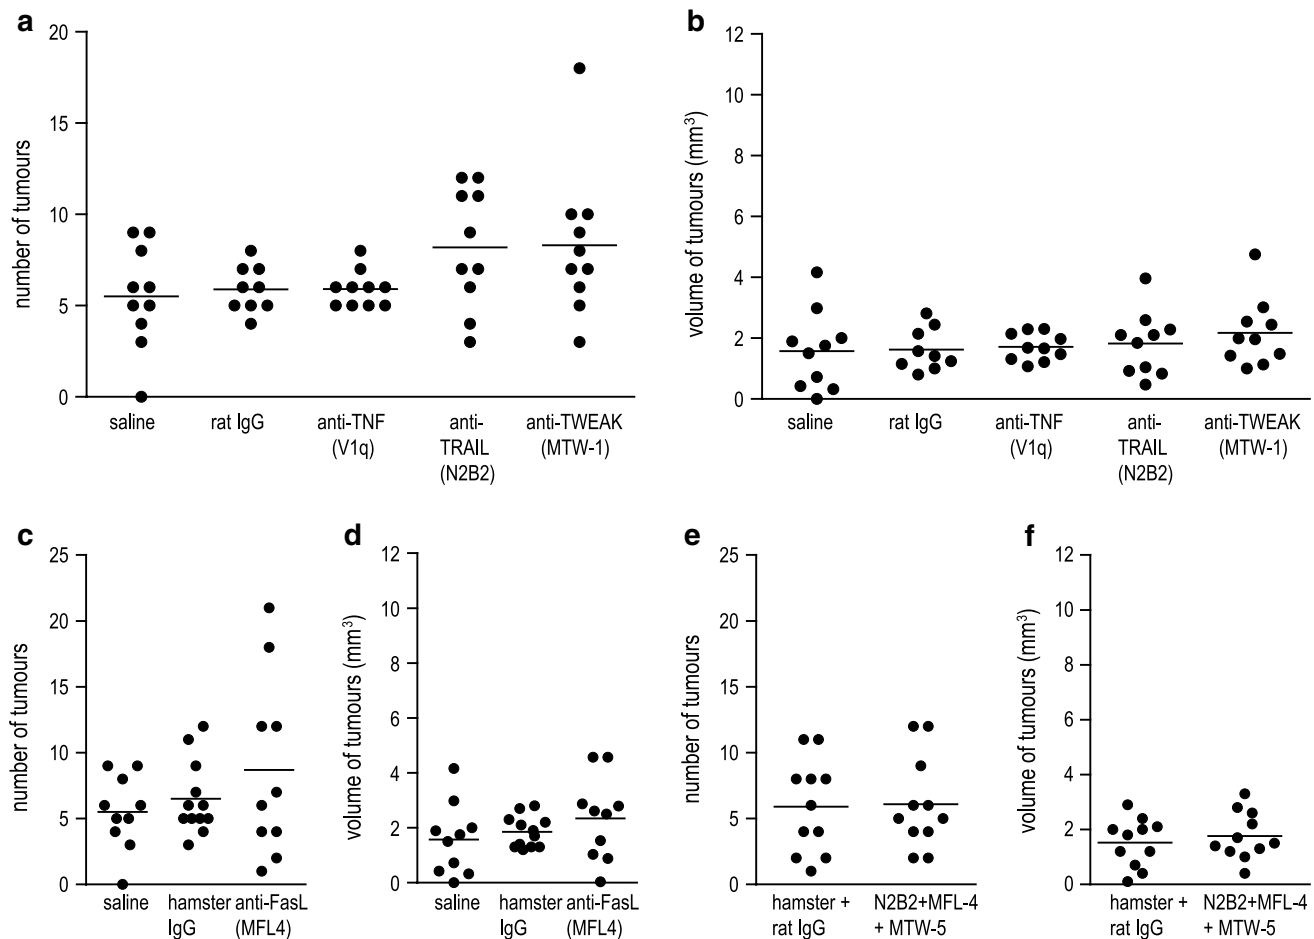 a
20
15
10
5
0
number of tumours
saline
rat IgG
anti-TNF
(V1q)
anti-
TRAIL
(N2B2)
anti-TWEAK
(MTW-1)
b
12
10
8
6
4
2
0
volume of tumours (mm³)
saline
rat IgG
anti-TNF
(V1q)
anti-
TRAIL
(N2B2)
anti-TWEAK
(MTW-1)
c
25
20
15
10
5
0
number of tumours
saline
hamster
IgG
anti-FasL
(MFL4)
d
12
10
8
6
4
2
0
volume of tumours (mm³)
saline
hamster
IgG
anti-FasL
(MFL4)
e
25
20
15
10
5
0
number of tumours
hamster +
rat IgG
N2B2+MFL-4
+ MTW-5
f
12
10
8
6
4
2
0
volume of tumours (mm³)
hamster +
rat IgG
N2B2+MFL-4
+ MTW-5